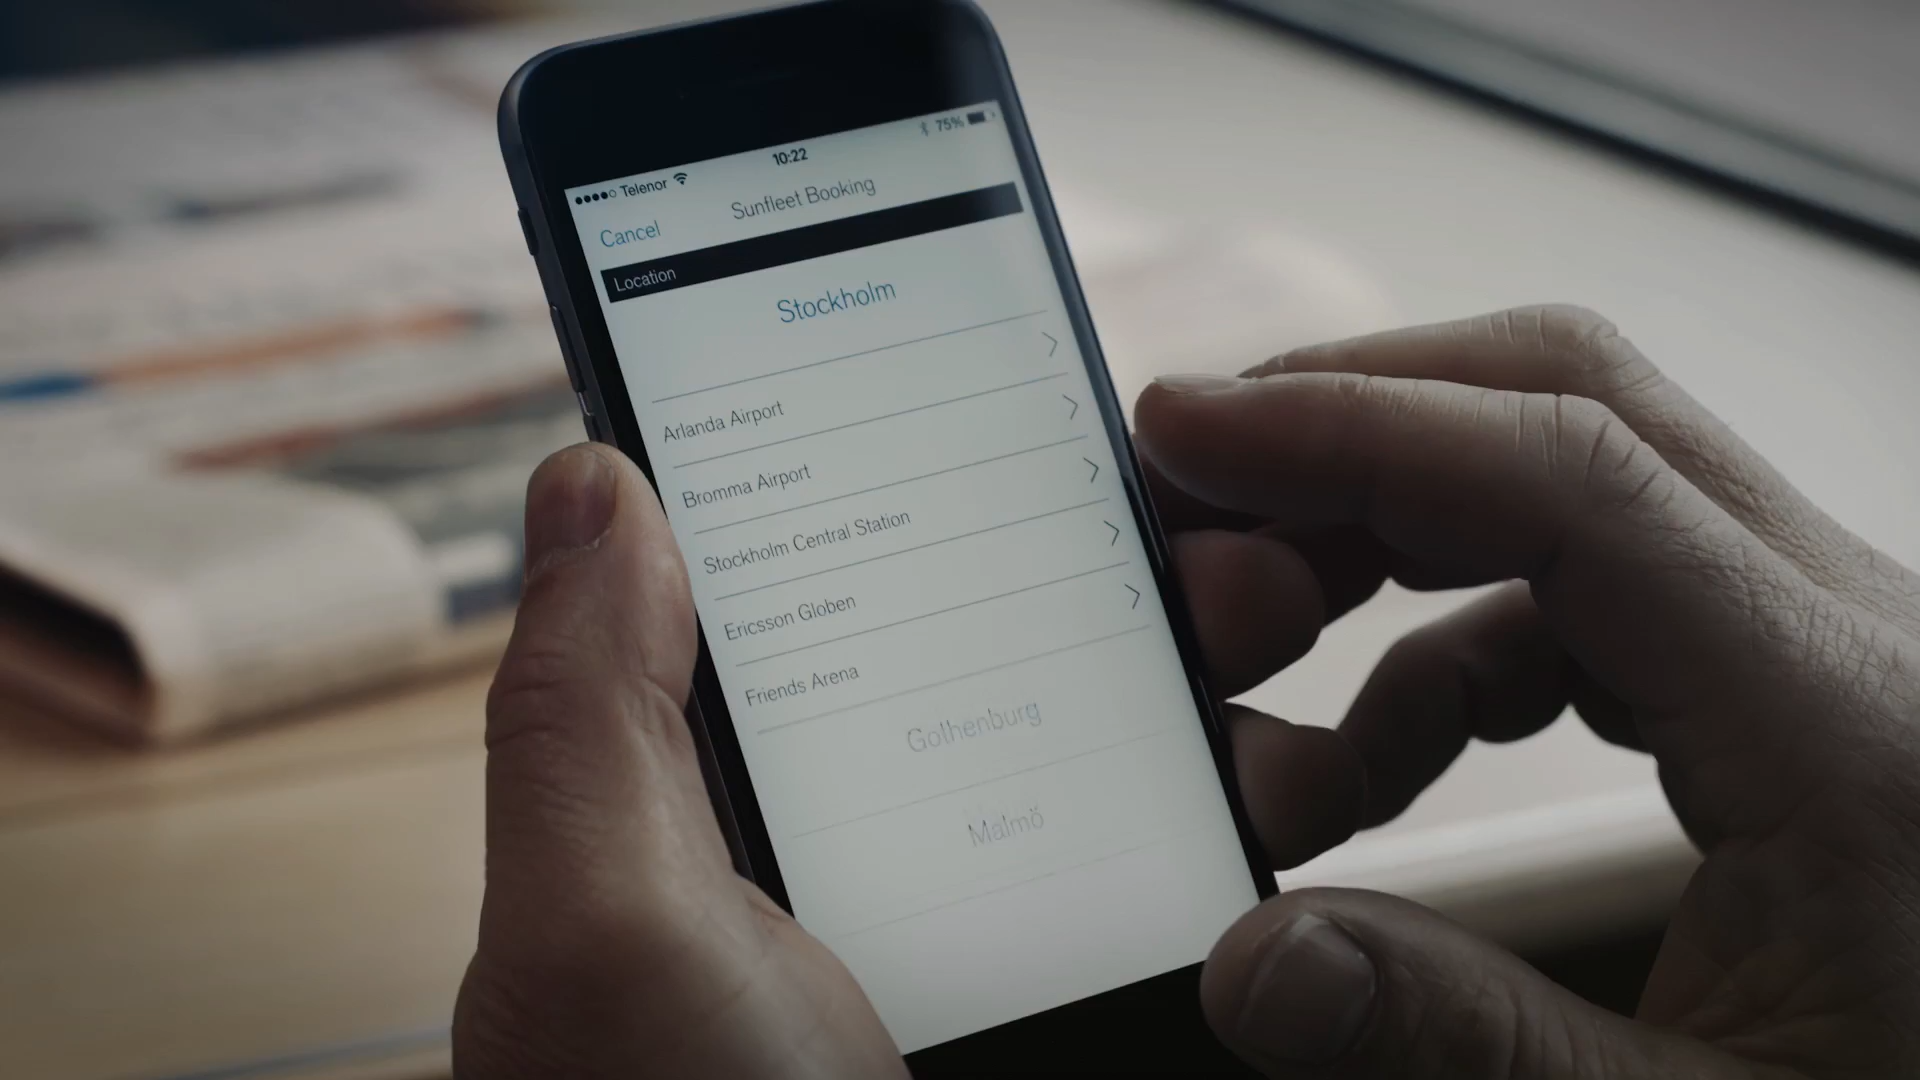 Telenor 10:22 75%
Cancel Sunfleet Booking
Location
Stockholm
Arlanda Airport
Bromma Airport
Stockholm Central Station
Ericsson Globen
Friends Arena
Gothenburg
Malmö